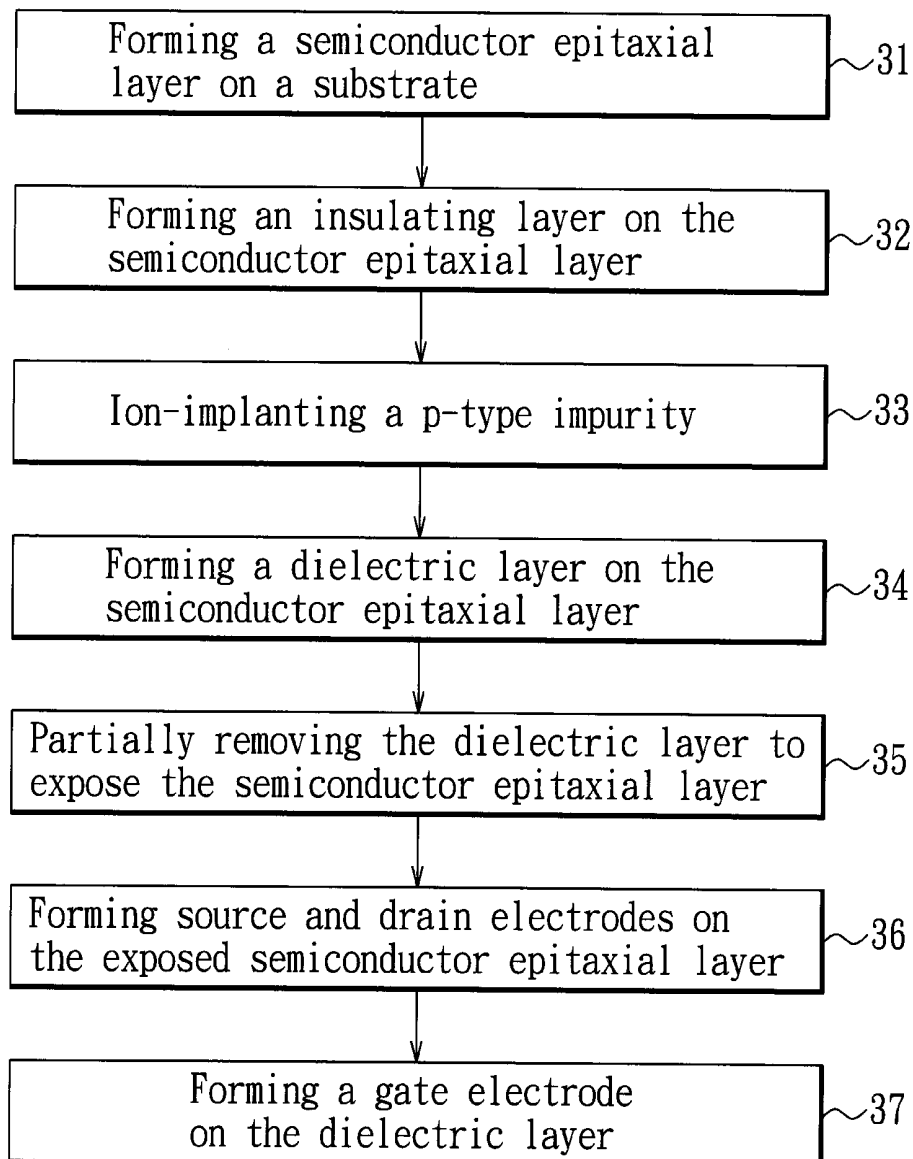 Forming a semiconductor epitaxial
layer on a substrate
31
Forming an insulating layer on the
semiconductor epitaxial layer
32
Ion-implanting a p-type impurity
33
Forming a dielectric layer on the
semiconductor epitaxial layer
34
Partially removing the dielectric layer to
expose the semiconductor epitaxial layer
35
Forming source and drain electrodes on
the exposed semiconductor epitaxial layer
36
Forming a gate electrode
on the dielectric layer
37